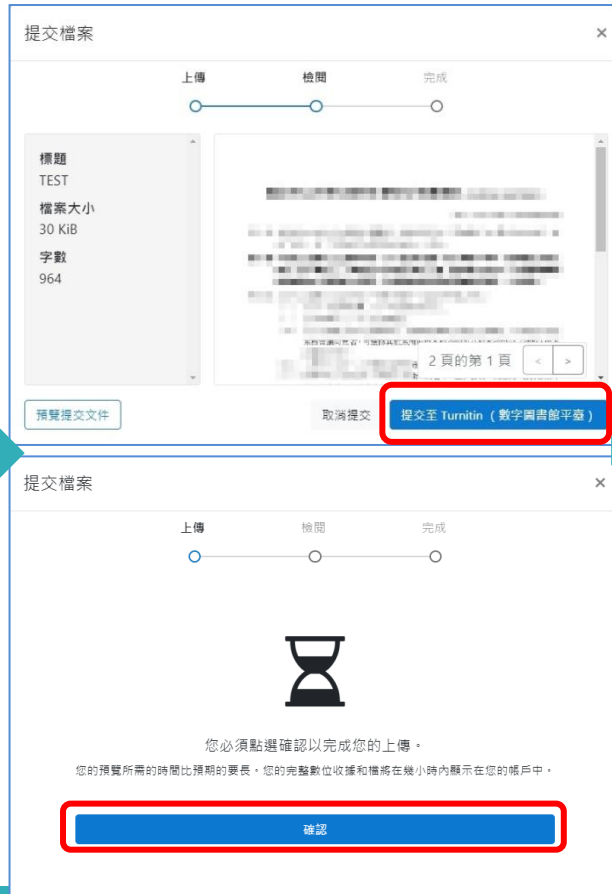 提交檔案
×
上傳 檢閱 完成
標題
TEST
檔案大小
30 KiB
字數
964
2 頁的第 1 頁 < >
預覽提交文件
取消提交
提交至 Turnitin （數字圖書館平臺）
提交檔案
×
上傳 檢閱 完成
您必須點選確認以完成您的上傳。
您的預覽所需的時間比預期的要長。您的完整數位收據和檔將在幾小時內顯示在您的帳戶中。
確認